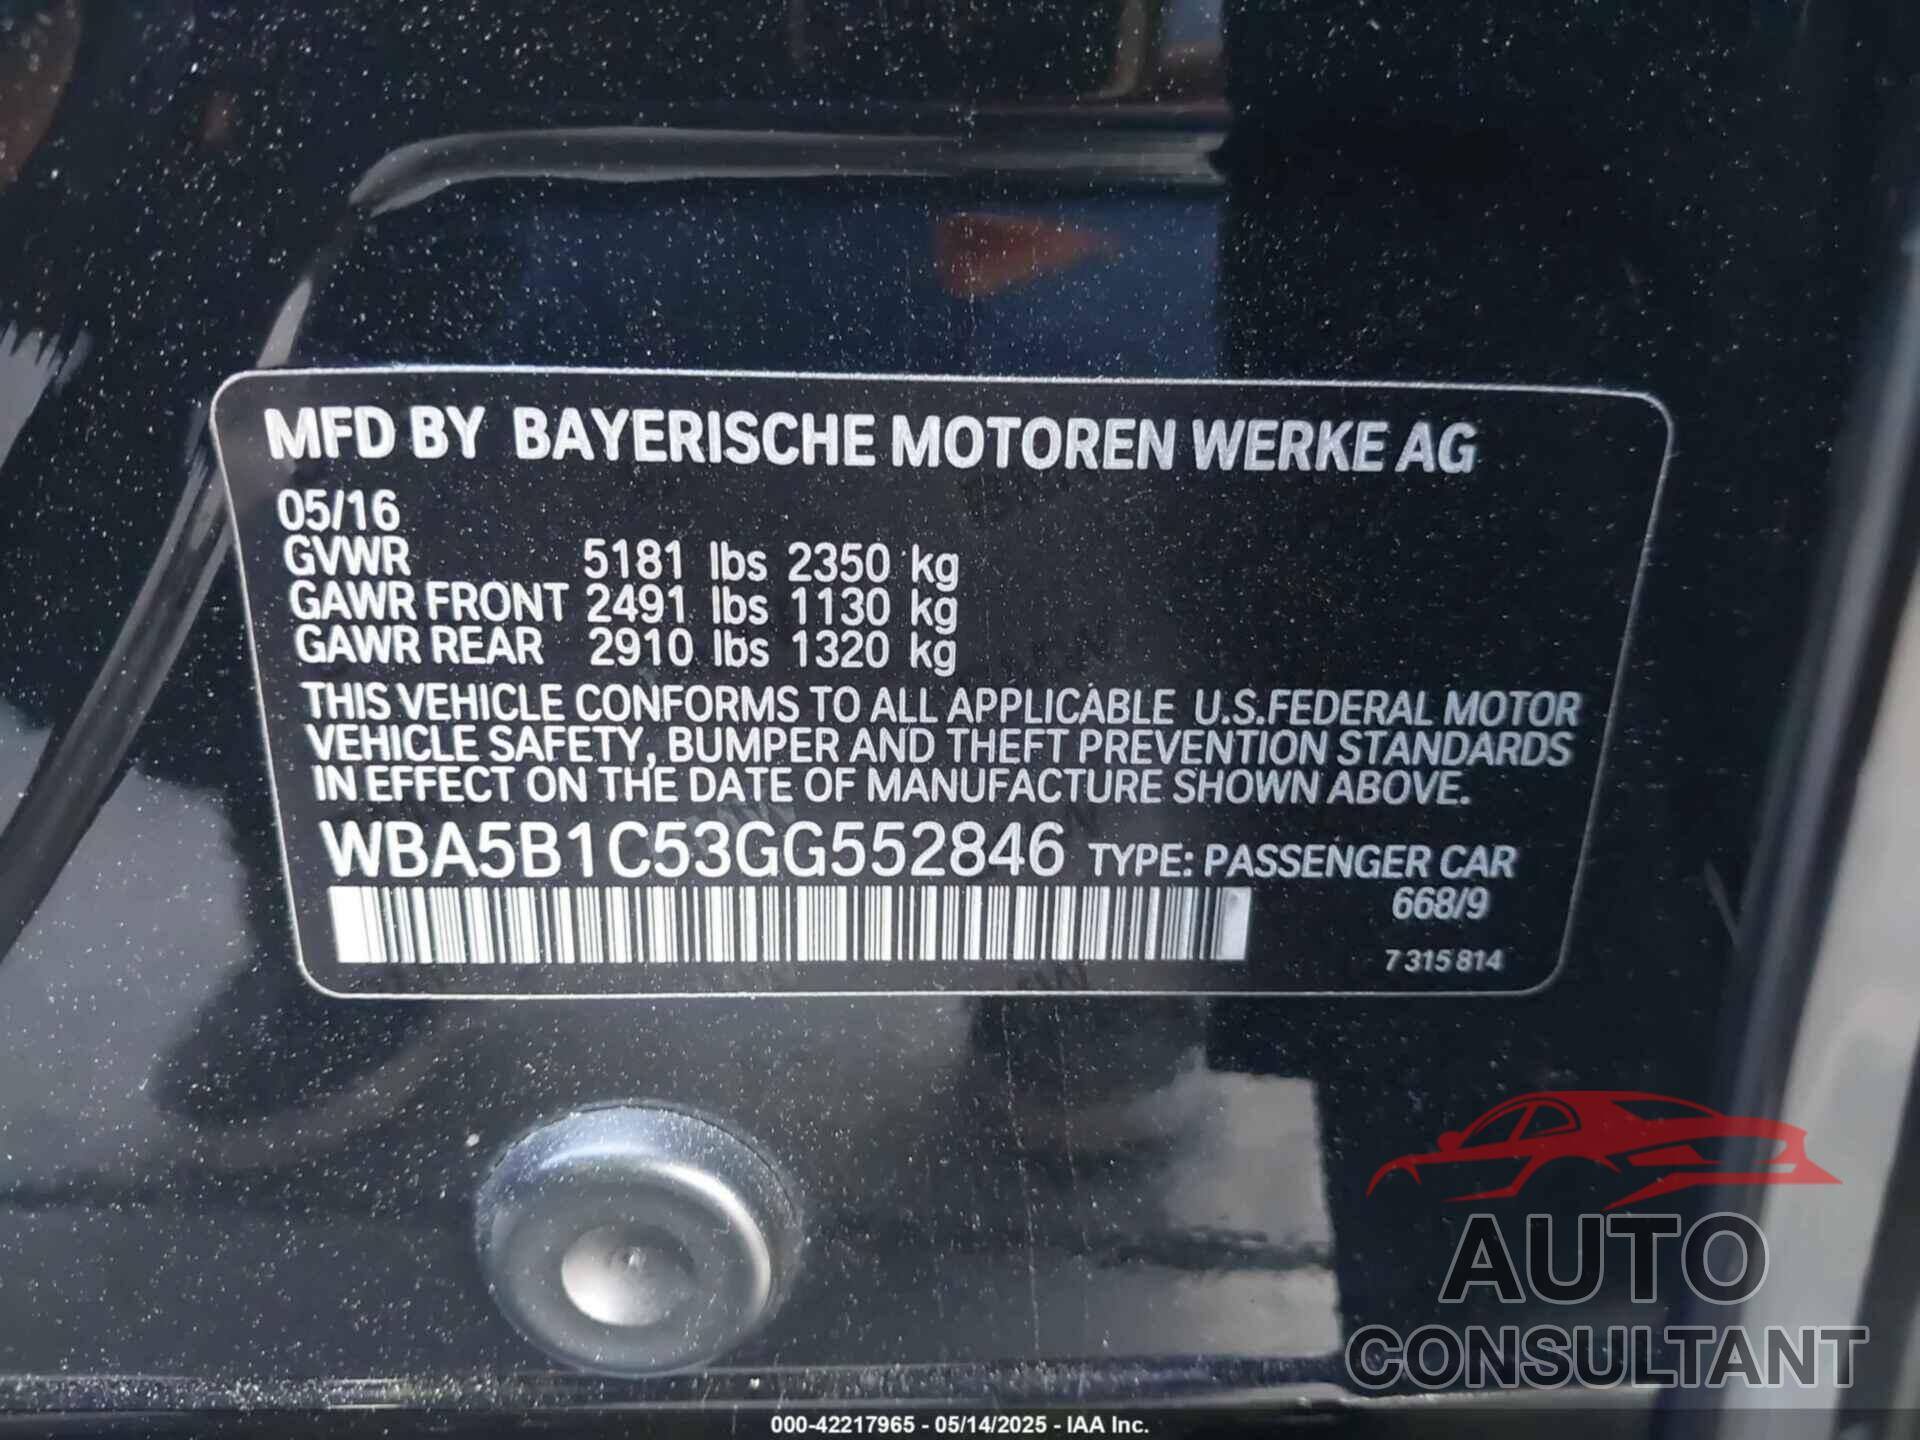 MFD BY BAYERISCHE MOTOREN WERKE AG
05/16
GVWR 5181 lbs 2350 kg
GAWR FRONT 2491 lbs 1130 kg
GAWR REAR 2910 lbs 1320 kg
THIS VEHICLE CONFORMS TO ALL APPLICABLE U.S.FEDERAL MOTOR
VEHICLE SAFETY, BUMPER AND THEFT PREVENTION STANDARDS
IN EFFECT ON THE DATE OF MANUFACTURE SHOWN ABOVE.
WBA5B1C53GG552846 TYPE: PASSENGER CAR
668/9
7 315 814
AUTO
CONSULTANT
000-42217965 - 05/14/2025 - IAA Inc.